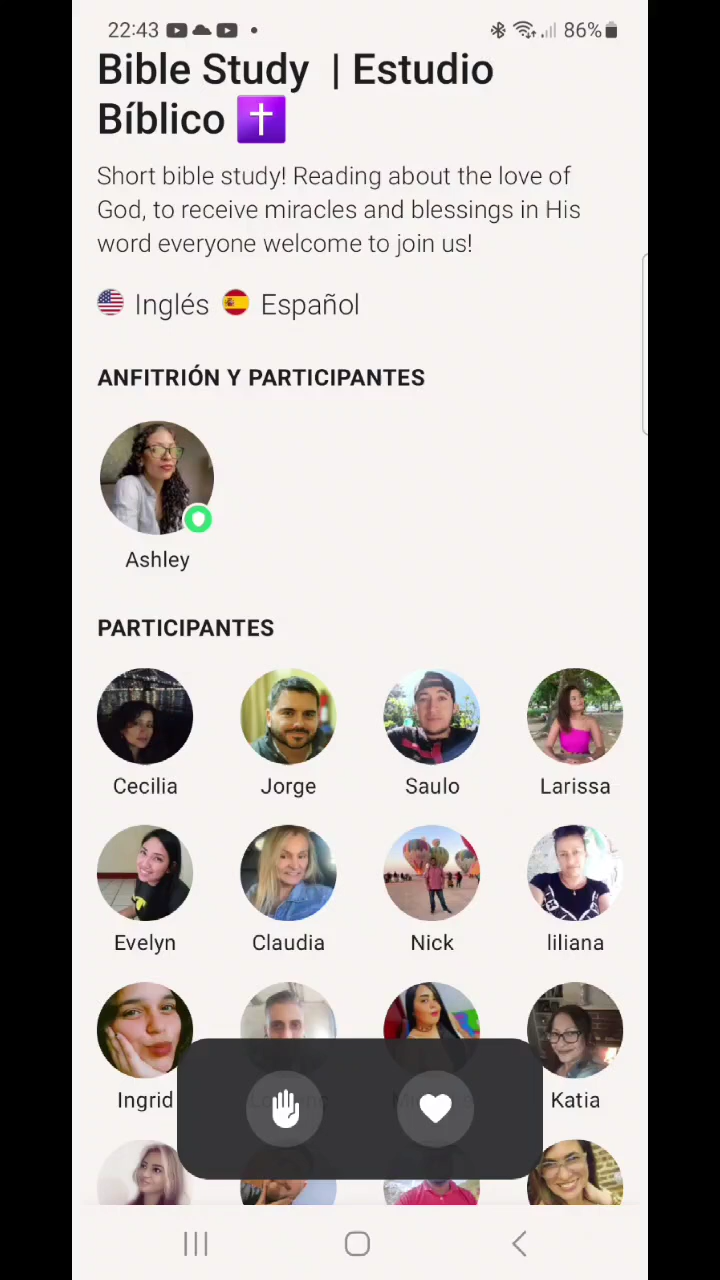 22:43
86%
Bible Study | Estudio
Bíblico
Short bible study! Reading about the love of
God, to receive miracles and blessings in His
word everyone welcome to join us!
Inglés Español
ANFITRIÓN Y PARTICIPANTES
Ashley
PARTICIPANTES
Cecilia Jorge Saulo Larissa
Evelyn Claudia Nick liliana
Ingrid Katia